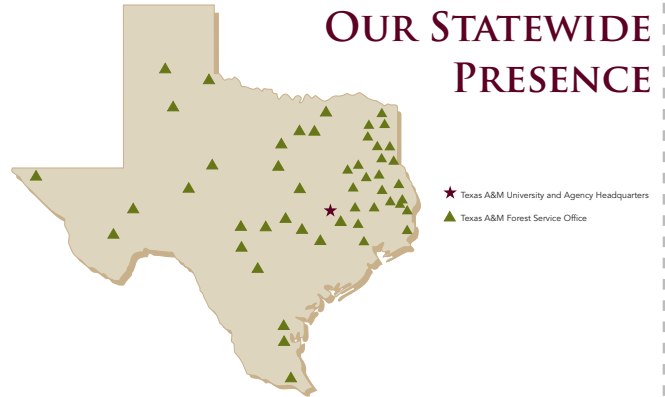 OUR STATEWIDE
PRESENCE
Texas A&M University and Agency Headquarters
Texas A&M Forest Service Office